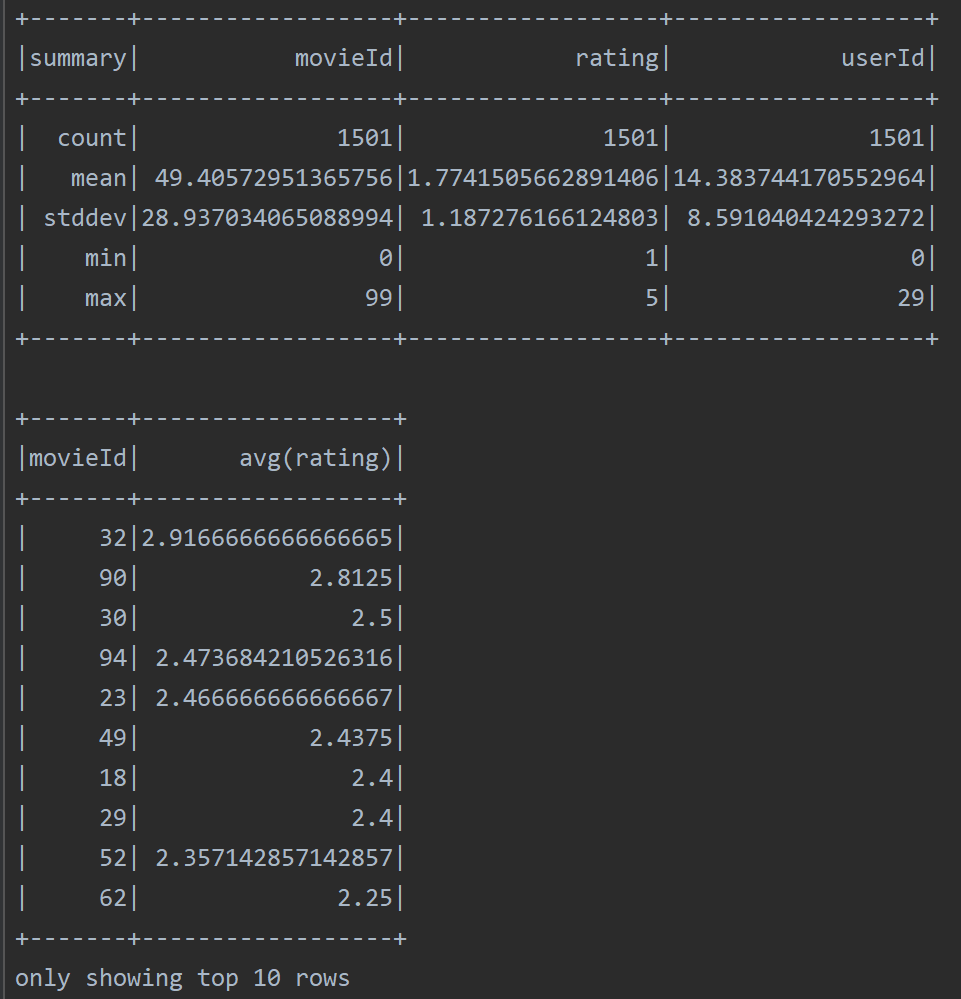 +-------+------------------+------------------+------------------+
|summary|           movieId|            rating|            userId|
+-------+------------------+------------------+------------------+
|  count|              1501|              1501|              1501|
|   mean| 49.40572951365756|1.7741505662891406|14.383744170552964|
| stddev|28.937034065088994| 1.187276166124803| 8.591040424293272|
|    min|                 0|                 1|                 0|
|    max|                99|                 5|                29|
+-------+------------------+------------------+------------------+

+-------+------------------+
|movieId|       avg(rating)|
+-------+------------------+
|     32|2.9166666666666665|
|     90|            2.8125|
|     30|               2.5|
|     94| 2.473684210526316|
|     23| 2.466666666666667|
|     49|            2.4375|
|     18|               2.4|
|     29|               2.4|
|     52| 2.357142857142857|
|     62|              2.25|
+-------+------------------+
only showing top 10 rows